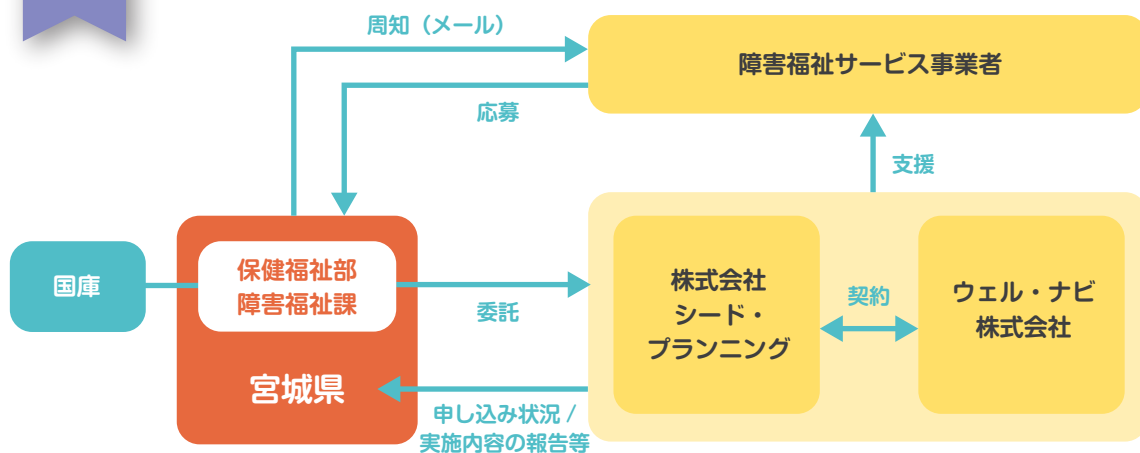 周知（メール）
障害福祉サービス事業者
応募
支援
国庫
保健福祉部
障害福祉課
宮城県
委託
株式会社
シード・
プランニング
契約
ウェル・ナビ
株式会社
申し込み状況 /
実施内容の報告等